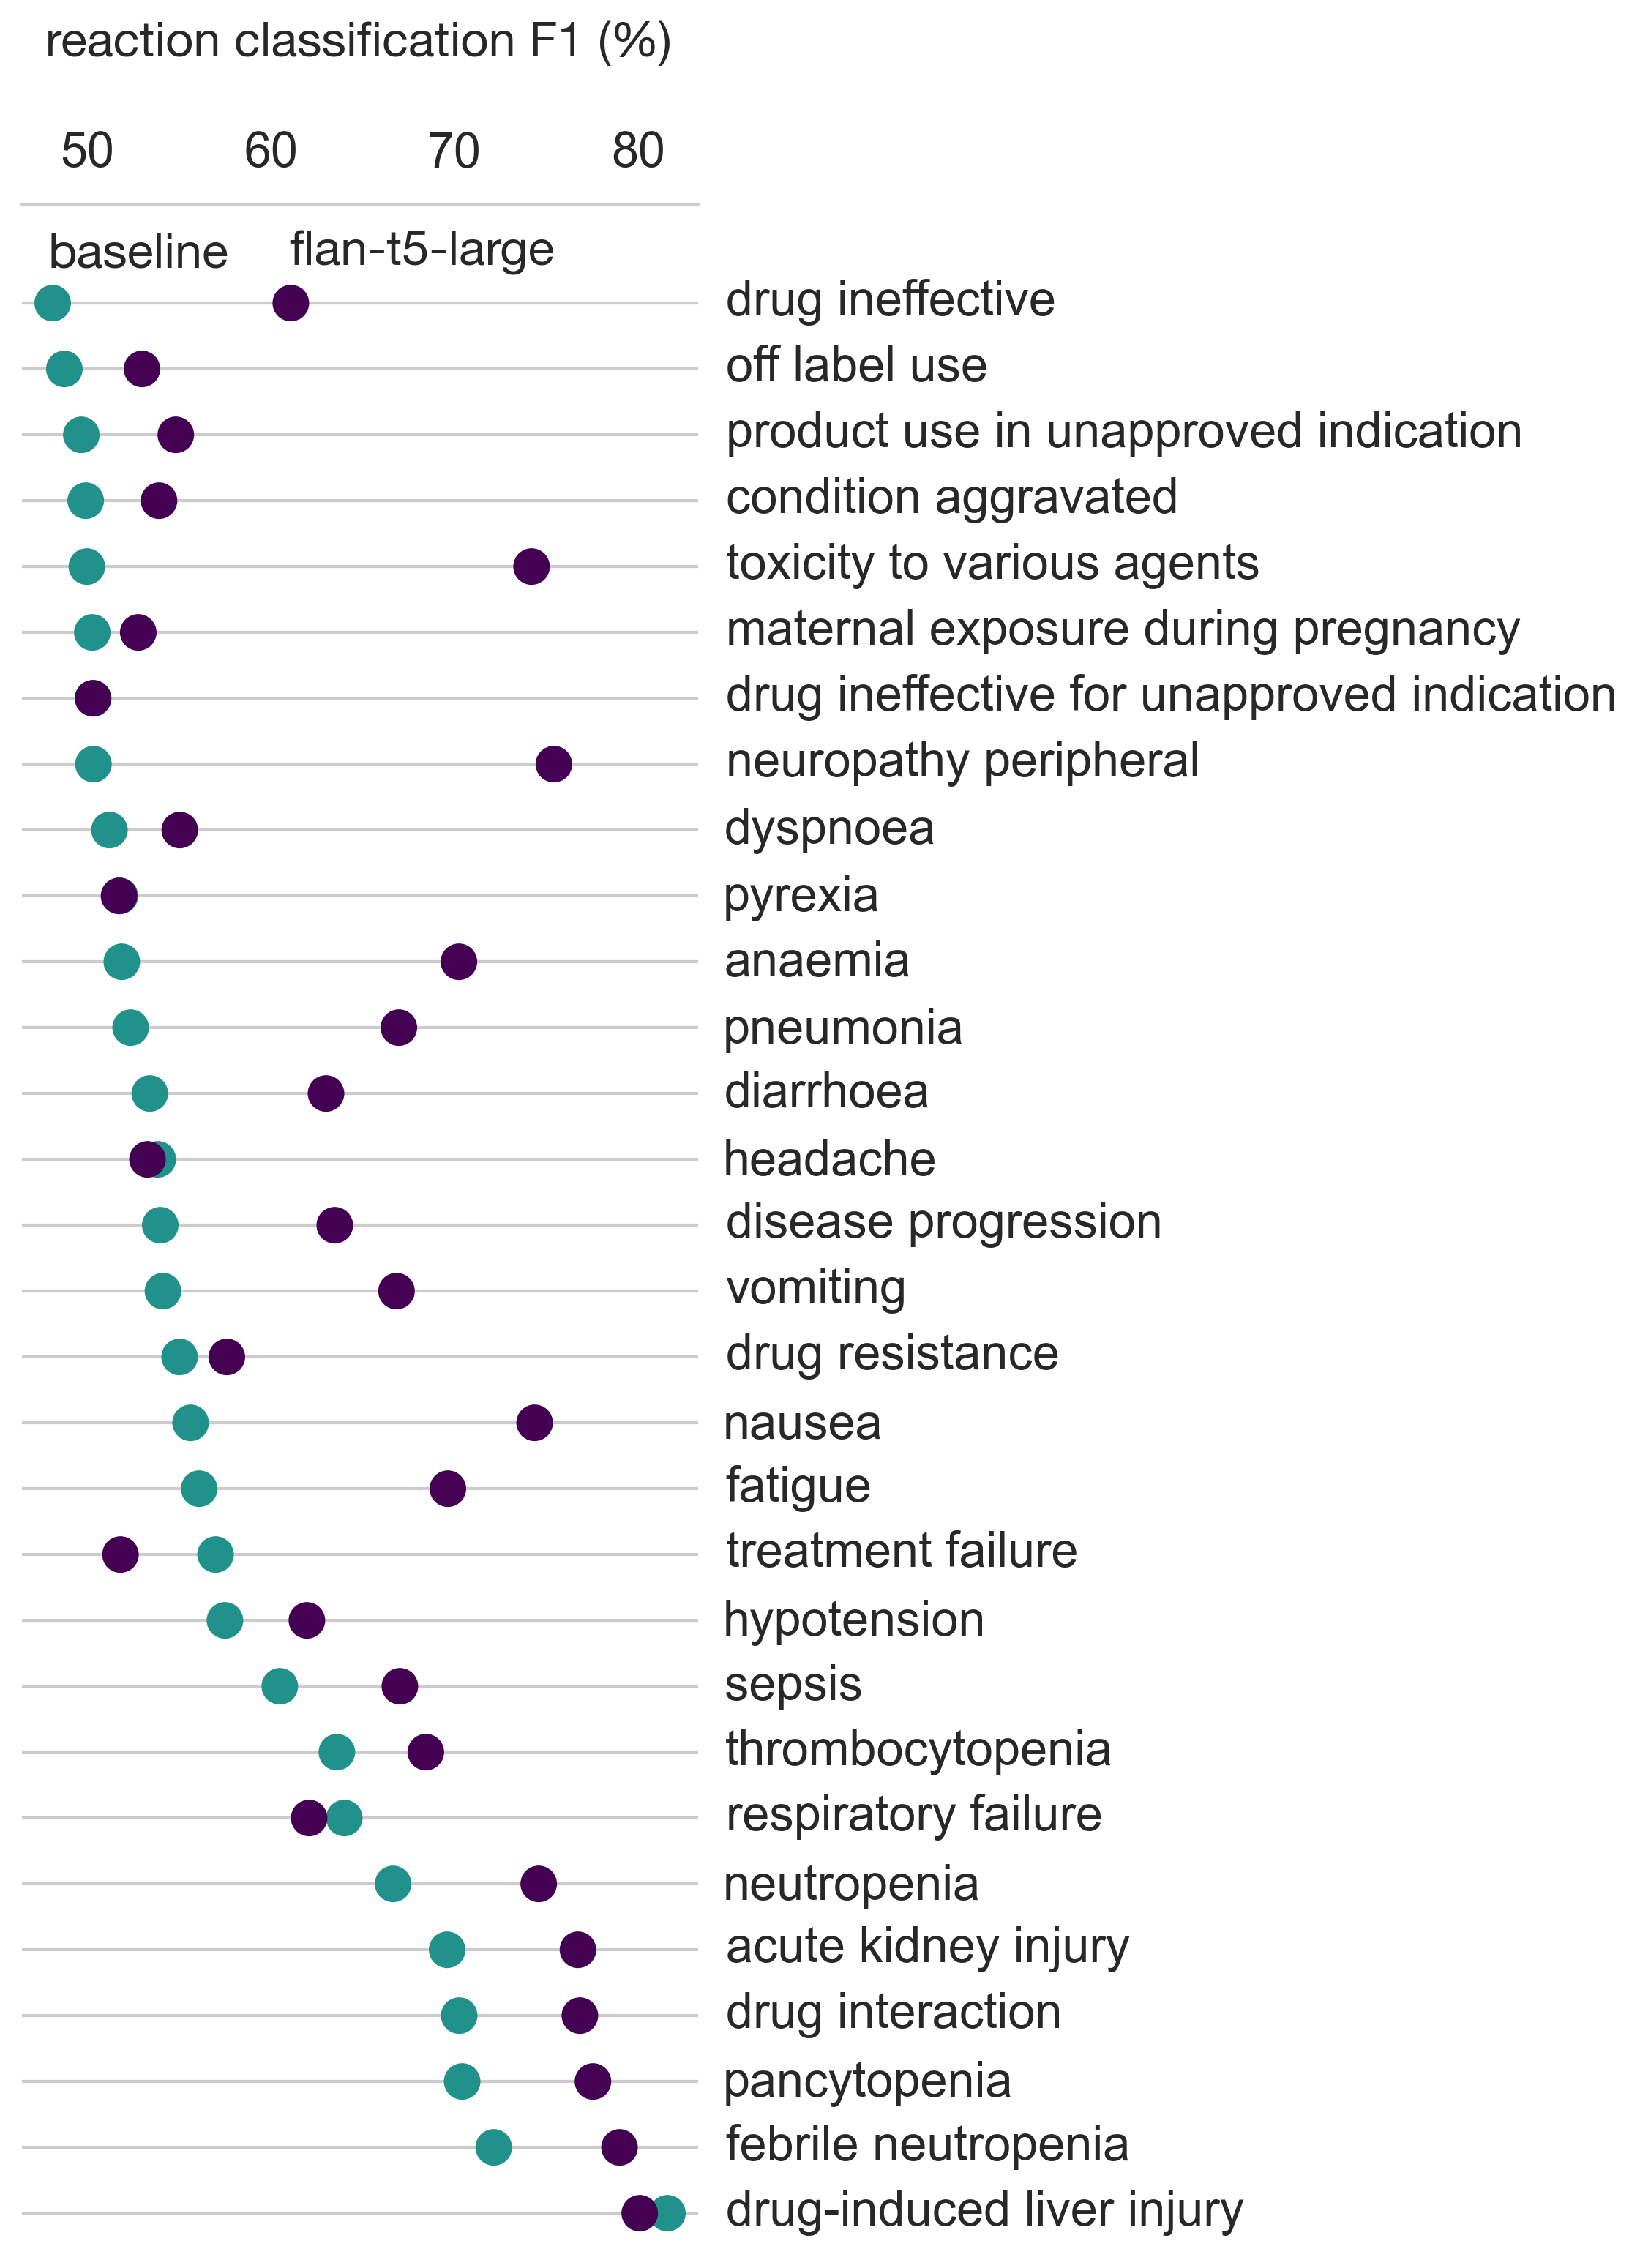 reaction classification F1 (%)
50 60 70 80
baseline flan-t5-large
drug ineffective
off label use
product use in unapproved indication
condition aggravated
toxicity to various agents
maternal exposure during pregnancy
drug ineffective for unapproved indication
neuropathy peripheral
dyspnoea
pyrexia
anaemia
pneumonia
diarrhoea
headache
disease progression
vomiting
drug resistance
nausea
fatigue
treatment failure
hypotension
sepsis
thrombocytopenia
respiratory failure
neutropenia
acute kidney injury
drug interaction
pancytopenia
febrile neutropenia
drug-induced liver injury